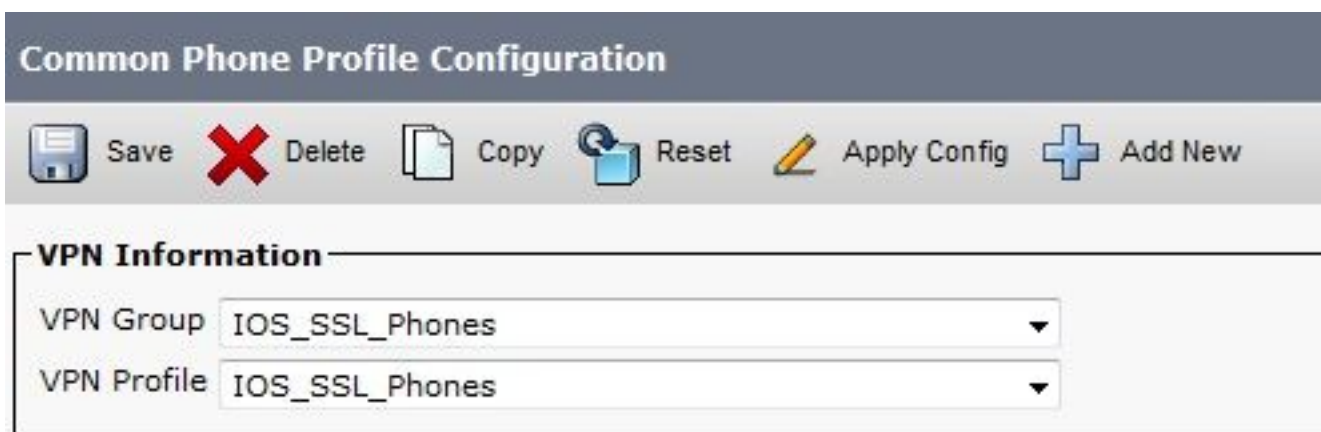 Common Phone Profile Configuration
Save Delete Copy Reset Apply Config Add New
VPN Information
VPN Group IOS_SSL_Phones
VPN Profile IOS_SSL_Phones